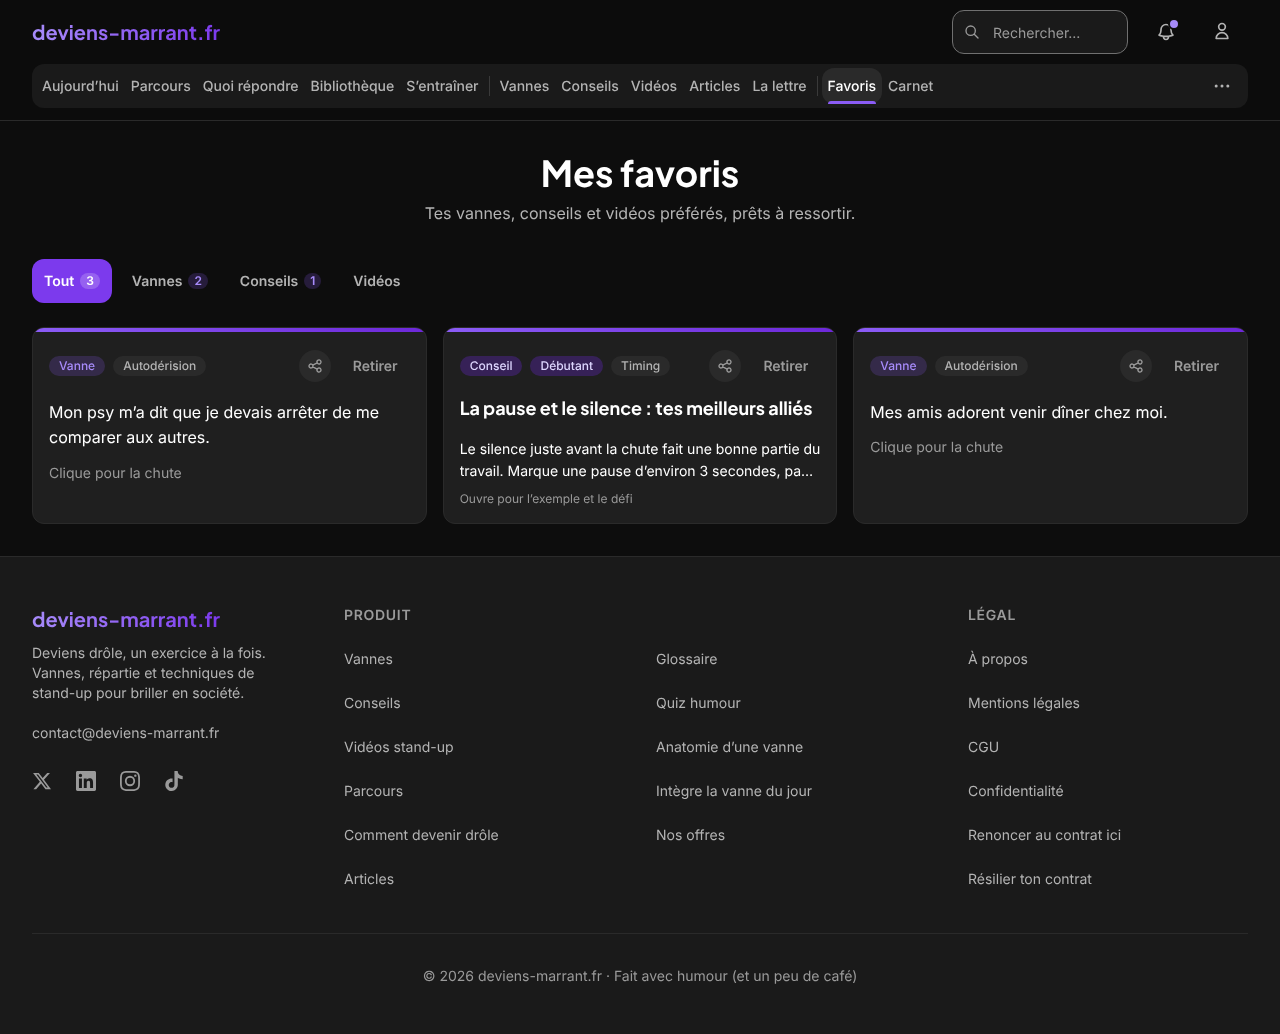 deviens-marrant.fr
Rechercher...
Aujourd’hui Parcours Quoi répondre Bibliothèque S’entraîner Vannes Conseils Vidéos Articles La lettre Favoris Carnet
Mes favoris
Tes vannes, conseils et vidéos préférés, prêts à ressortir.
Tout 3 Vannes 2 Conseils 1 Vidéos
Vanne Autodérision Retirer
Mon psy m’a dit que je devais arrêter de me
comparer aux autres.
Clique pour la chute
Conseil Débutant Timing Retirer
La pause et le silence : tes meilleurs alliés
Le silence juste avant la chute fait une bonne partie du
travail. Marque une pause d’environ 3 secondes, pa...
Ouvre pour l’exemple et le défi
Vanne Autodérision Retirer
Mes amis adorent venir dîner chez moi.
Clique pour la chute
deviens-marrant.fr
Deviens drôle, un exercice à la fois.
Vannes, répartie et techniques de
stand-up pour briller en société.
contact@deviens-marrant.fr
PRODUIT
Vannes
Conseils
Vidéos stand-up
Parcours
Comment devenir drôle
Articles
Glossaire
Quiz humour
Anatomie d’une vanne
Intègre la vanne du jour
Nos offres
LÉGAL
À propos
Mentions légales
CGU
Confidentialité
Renoncer au contrat ici
Résilier ton contrat
© 2026 deviens-marrant.fr · Fait avec humour (et un peu de café)